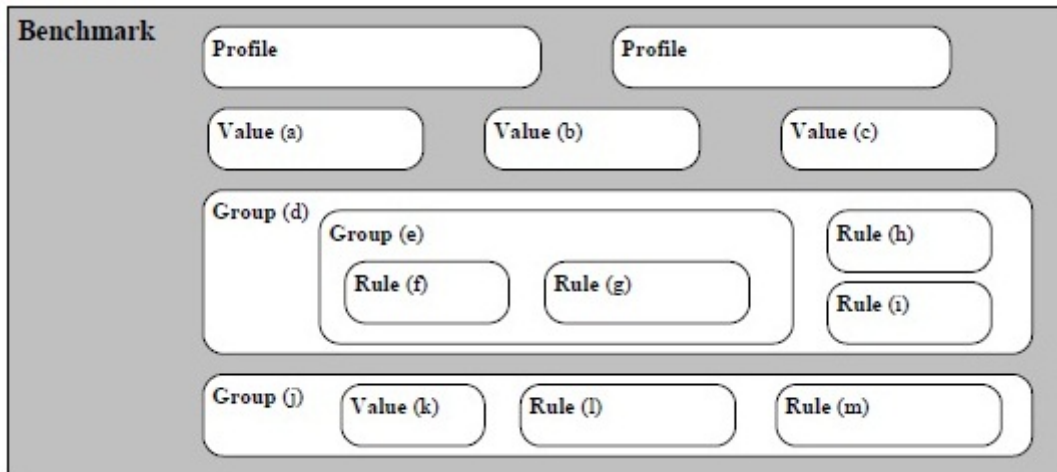 Benchmark
Profile
Profile
Value (a)
Value (b)
Value (c)
Group (d)
Group (e)
Rule (f)
Rule (g)
Rule (h)
Rule (i)
Group (j)
Value (k)
Rule (l)
Rule (m)